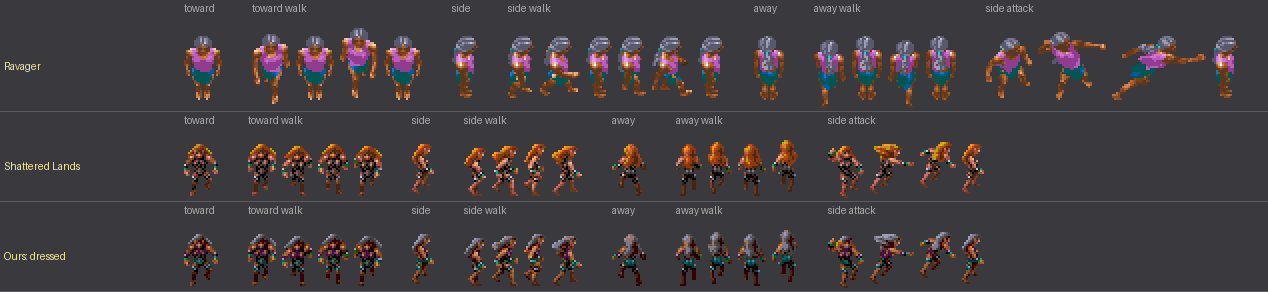 toward toward walk side side walk away away walk side attack
Ravager
toward toward walk side side walk away away walk side attack
Shattered Lands
toward toward walk side side walk away away walk side attack
Ours: dressed